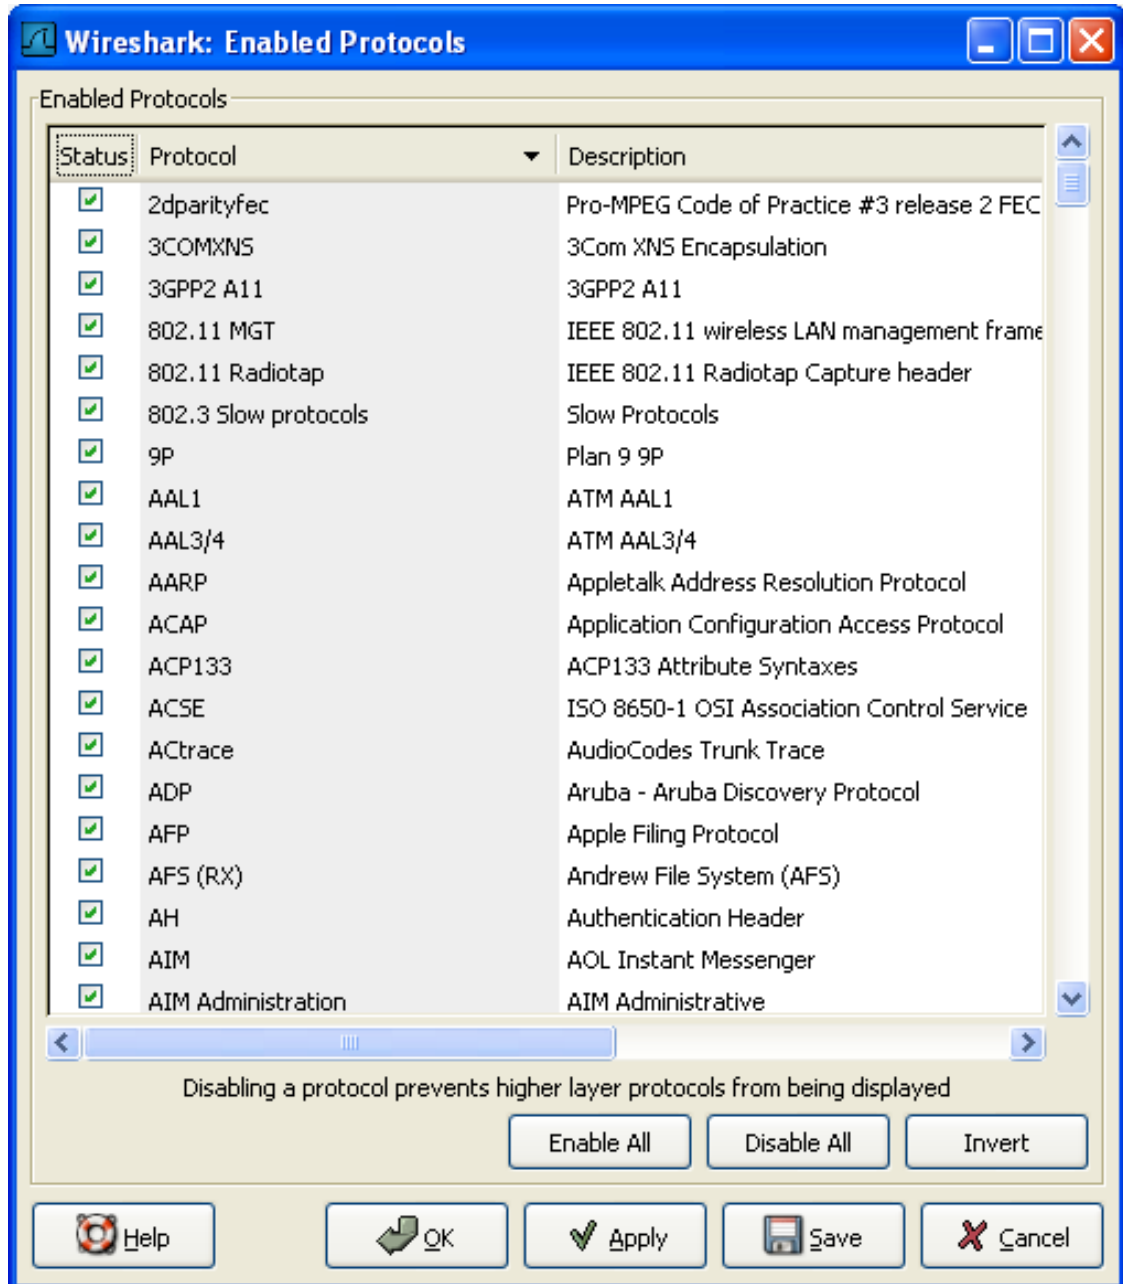 Wireshark: Enabled Protocols
Enabled Protocols
Status Protocol Description
2dparityfec Pro-MPEG Code of Practice #3 release 2 FEC
3COMXNS 3Com XNS Encapsulation
3GPP2 A11 3GPP2 A11
802.11 MGT IEEE 802.11 wireless LAN management frame
802.11 Radiotap IEEE 802.11 Radiotap Capture header
802.3 Slow protocols Slow Protocols
9P Plan 9 9P
AAL1 ATM AAL1
AAL3/4 ATM AAL3/4
AARP Appletalk Address Resolution Protocol
ACAP Application Configuration Access Protocol
ACP133 ACP133 Attribute Syntaxes
ACSE ISO 8650-1 OSI Association Control Service
ACtrace AudioCodes Trunk Trace
ADP Aruba - Aruba Discovery Protocol
AFP Apple Filing Protocol
AFS (RX) Andrew File System (AFS)
AH Authentication Header
AIM AOL Instant Messenger
AIM Administration AIM Administrative
Disabling a protocol prevents higher layer protocols from being displayed
Enable All Disable All Invert
Help OK Apply Save Cancel